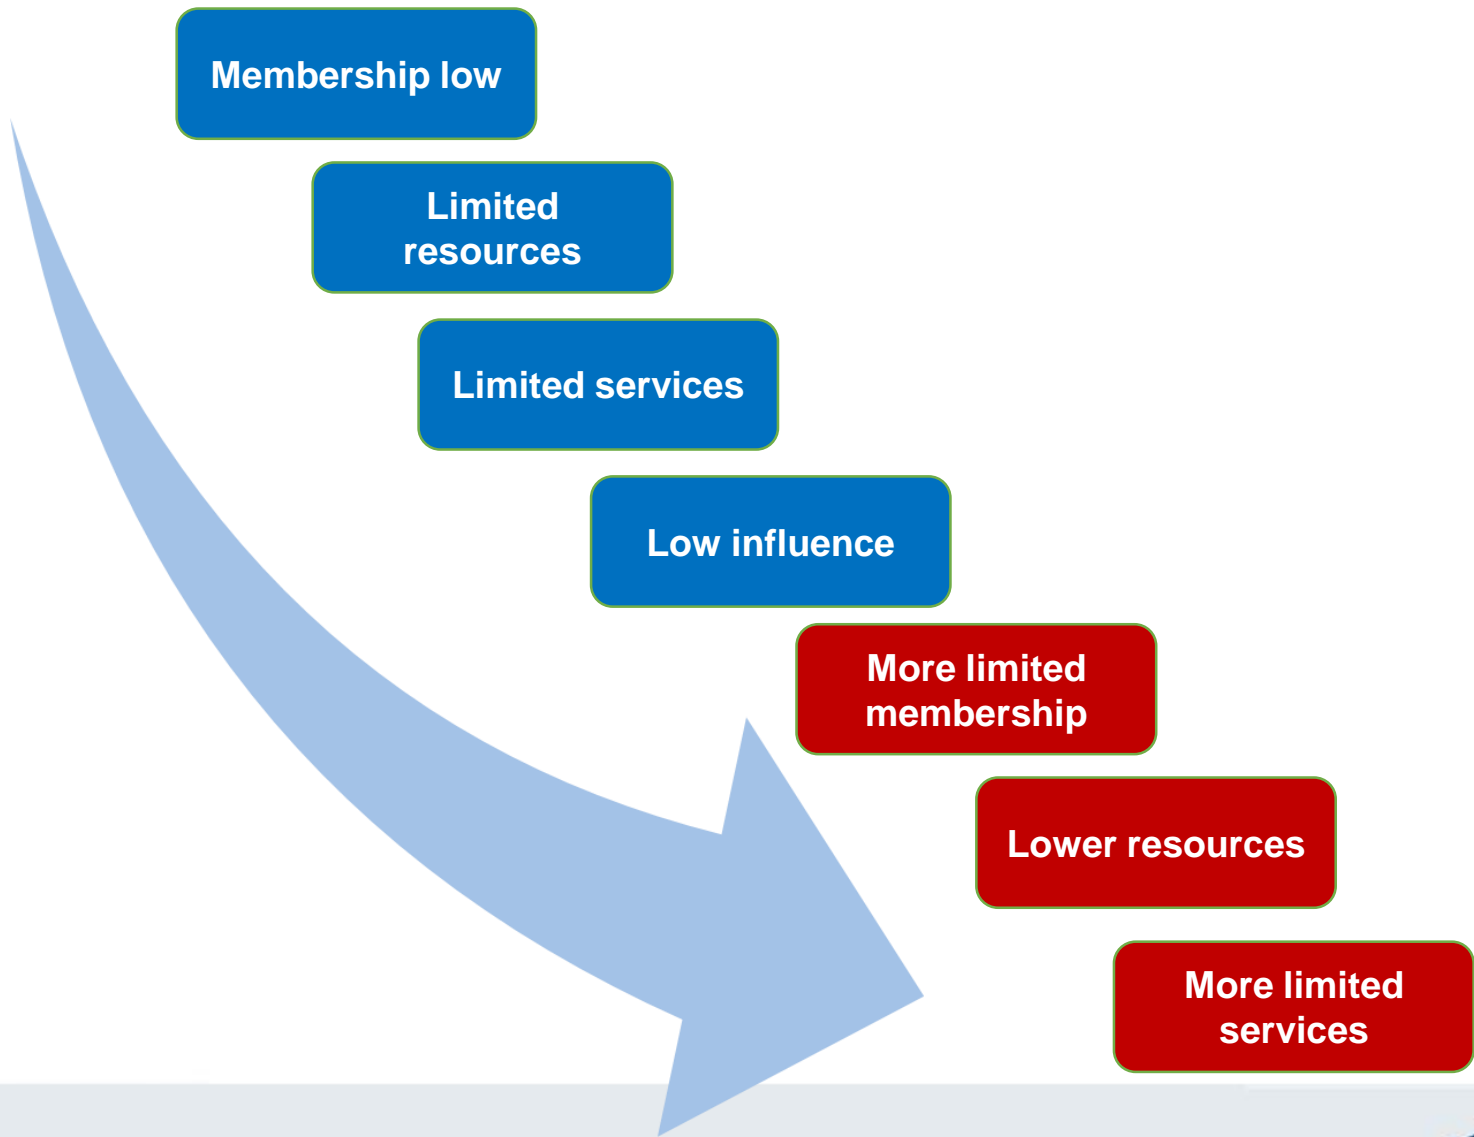 Membership low
Limited
resources
Limited services
Low influence
More limited
membership
Lower resources
More limited
services